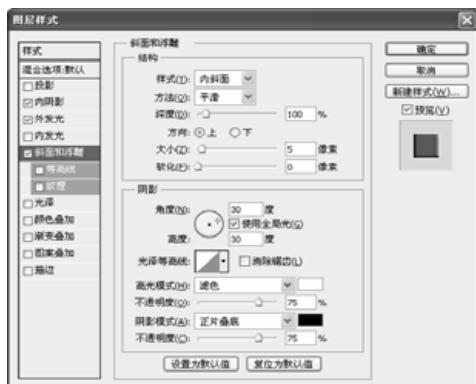 图层样式
样式
混合选项:默认
投影
内阴影
外发光
内发光
斜面和浮雕
等高线
纹理
光泽
颜色叠加
渐变叠加
图案叠加
描边
斜面和浮雕
结构
样式(T): 内斜面
方法(Q): 平滑
深度(D): 100 %
方向: 上 下
大小(Z): 5 像素
软化(F): 0 像素
阴影
角度(N): 30 度
使用全局光(G)
高度: 30 度
光泽等高线: 消除锯齿(L)
高光模式(H): 滤色
不透明度(O): 75 %
阴影模式(A): 正片叠底
不透明度(C): 75 %
设置为默认值 复位为默认值
确定
取消
新建样式(W)...
预览(V)